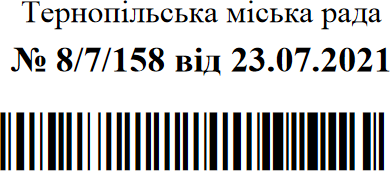 Тернопільська міська рада
№ 8/7/158 від 23.07.2021